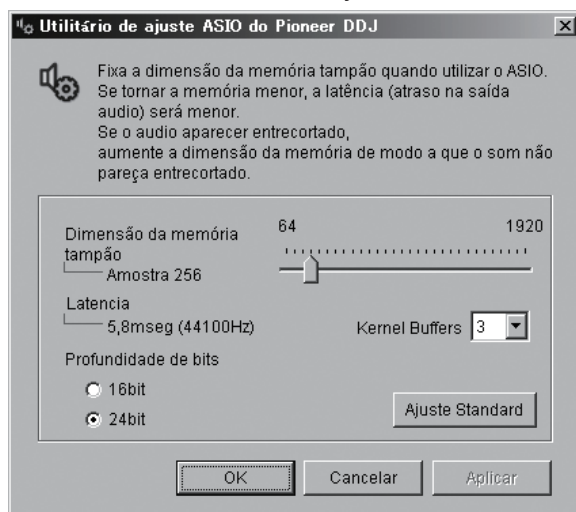 Utilitário de ajuste ASIO do Pioneer DDJ
Fixa a dimensão da memória tampão quando utilizar o ASIO.
Se tornar a memória menor, a latência (atraso na saída
audio) será menor.
Se o audio aparecer entrecortado,
aumente a dimensão da memória de modo a que o som não
pareça entrecortado.
64 1920
Dimensão da memória
tampão
Amostra 256
Latencia
5,8mseg (44100Hz)
Kernel Buffers 3
Profundidade de bits
16bit
24bit
Ajuste Standard
OK Cancelar Aplicar